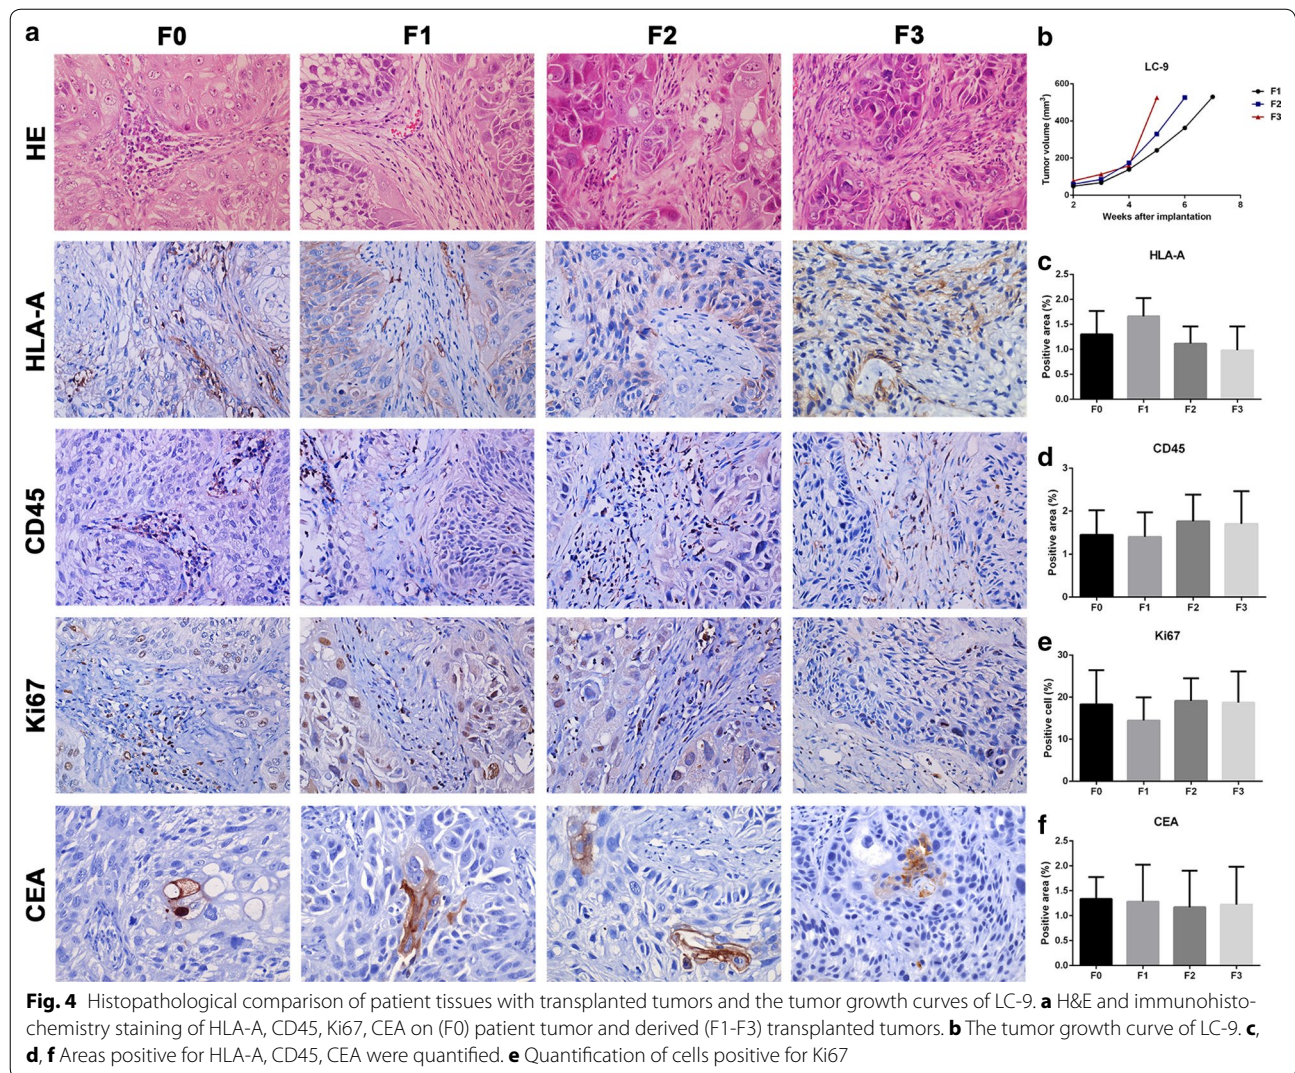 a
F0 F1 F2 F3
HE
HLA-A
CD45
Ki67
CEA
b
LC-9
Tumor volume (mm³)
600
400
200
0
2 4 6 8
Weeks after implantation
F1
F2
F3
c
HLA-A
Positive area (%)
2.5
2.0
1.5
1.0
0.5
0.0
F0 F1 F2 F3
d
CD45
Positive area (%)
3
2
1
0
F0 F1 F2 F3
e
Ki67
Positive cell (%)
30
20
10
0
F0 F1 F2 F3
f
CEA
Positive area (%)
2.5
2.0
1.5
1.0
0.5
0.0
F0 F1 F2 F3
Fig. 4 Histopathological comparison of patient tissues with transplanted tumors and the tumor growth curves of LC-9. a H&E and immunohisto-
chemistry staining of HLA-A, CD45, Ki67, CEA on (F0) patient tumor and derived (F1-F3) transplanted tumors. b The tumor growth curve of LC-9. c,
d, f Areas positive for HLA-A, CD45, CEA were quantified. e Quantification of cells positive for Ki67